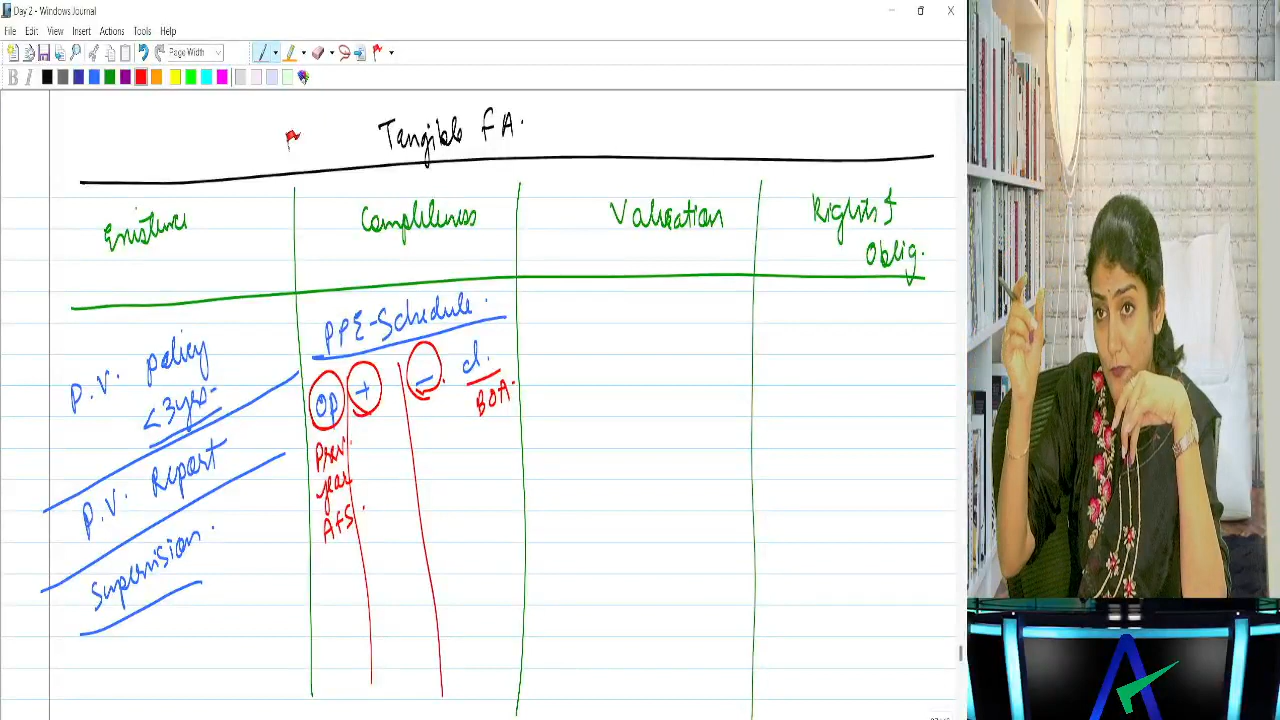 Day 2 - Windows Journal
File Edit View Insert Actions Tools Help
Page Width
B I
Tangible FA.
Existence
Completeness
Valuation
Rights &
Oblig.
P.V. policy
<3yrs-
P.V. Report
Supervision.
PPE-Schedule.
Op + - cl.
BOA.
Prev.
year
AFS.